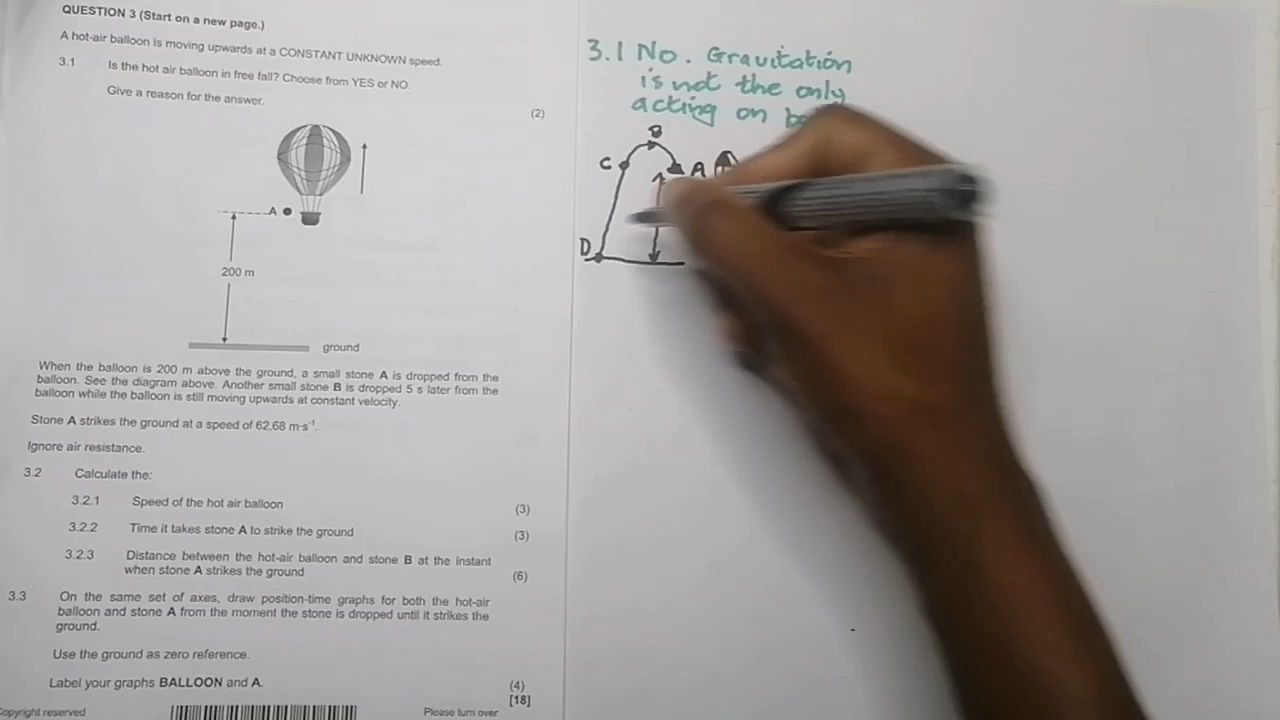 QUESTION 3 (Start on a new page.)
A hot-air balloon is moving upwards at a CONSTANT UNKNOWN speed.
3.1 Is the hot air balloon in free fall? Choose from YES or NO.
Give a reason for the answer.
(2)
A
200 m
ground
When the balloon is 200 m above the ground, a small stone A is dropped from the
balloon. See the diagram above. Another small stone B is dropped 5 s later from the
balloon while the balloon is still moving upwards at constant velocity.
Stone A strikes the ground at a speed of 62,68 m·s⁻¹.
Ignore air resistance.
3.2 Calculate the:
3.2.1 Speed of the hot air balloon (3)
3.2.2 Time it takes stone A to strike the ground (3)
3.2.3 Distance between the hot-air balloon and stone B at the instant
when stone A strikes the ground (6)
3.3 On the same set of axes, draw position-time graphs for both the hot-air
balloon and stone A from the moment the stone is dropped until it strikes the
ground.
Use the ground as zero reference.
Label your graphs BALLOON and A.
(4)
[18]
Copyright reserved
Please turn over
3.1 No. Gravitation
is not the only
acting on
B
C
A
D